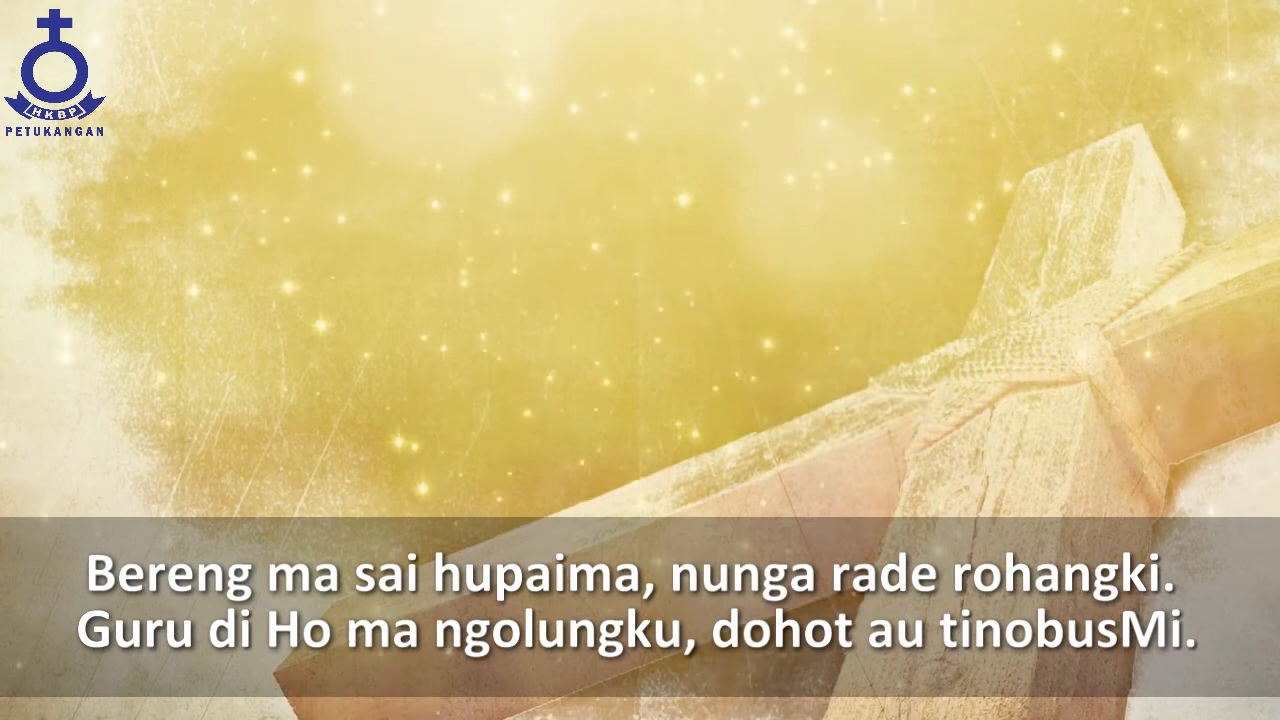 HKBP
PETUKANGAN
Bereng ma sai hupaima, nunga rade rohangki.
Guru di Ho ma ngolungku, dohot au tinobusMi.